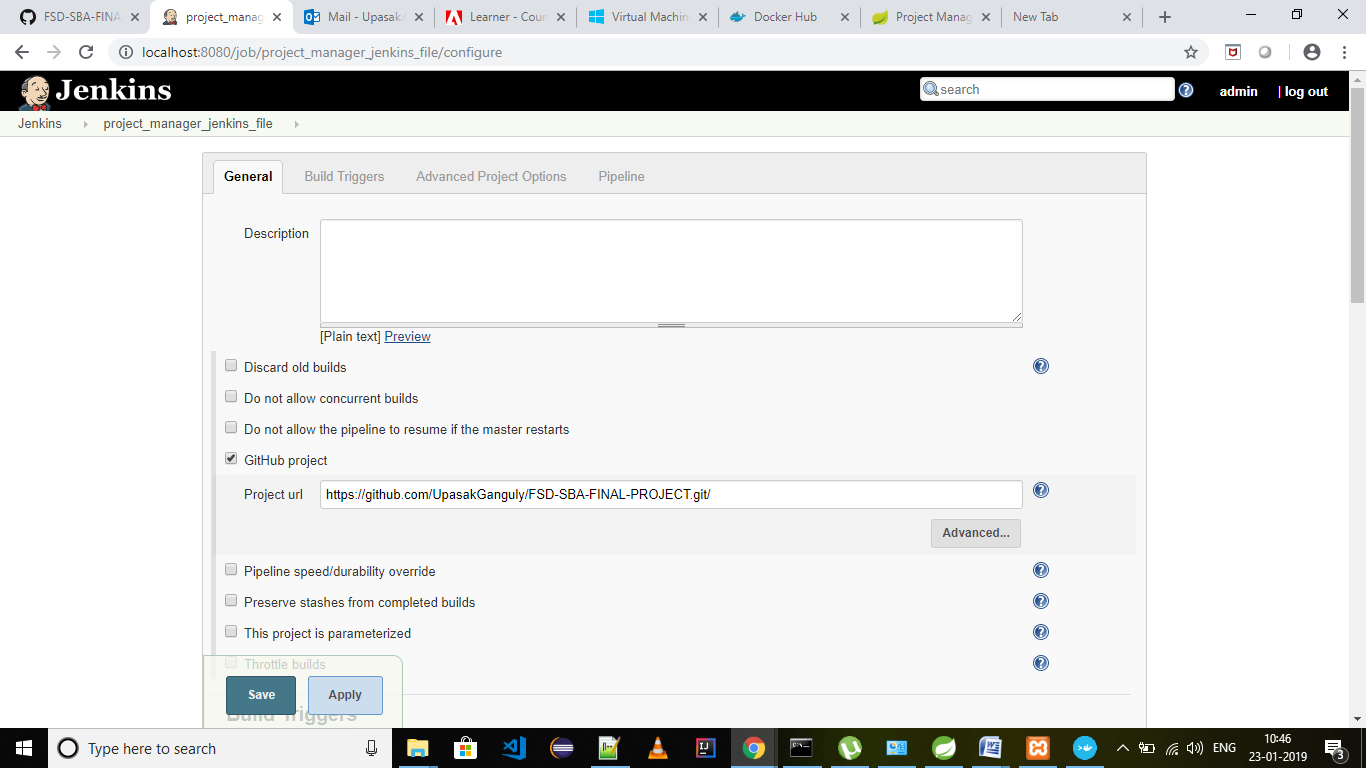 FSD-SBA-FINA
project_manag
Mail - Upasak
Learner - Cour
Virtual Machin
Docker Hub
Project Manag
New Tab
localhost:8080/job/project_manager_jenkins_file/configure
Jenkins
search
admin
| log out
Jenkins
project_manager_jenkins_file
General
Build Triggers
Advanced Project Options
Pipeline
Description
[Plain text] Preview
Discard old builds
Do not allow concurrent builds
Do not allow the pipeline to resume if the master restarts
GitHub project
Project url
https://github.com/UpasakGanguly/FSD-SBA-FINAL-PROJECT.git/
Advanced...
Pipeline speed/durability override
Preserve stashes from completed builds
This project is parameterized
Throttle builds
Save
Apply
Build Triggers
Type here to search
ENG
10:46
23-01-2019
3